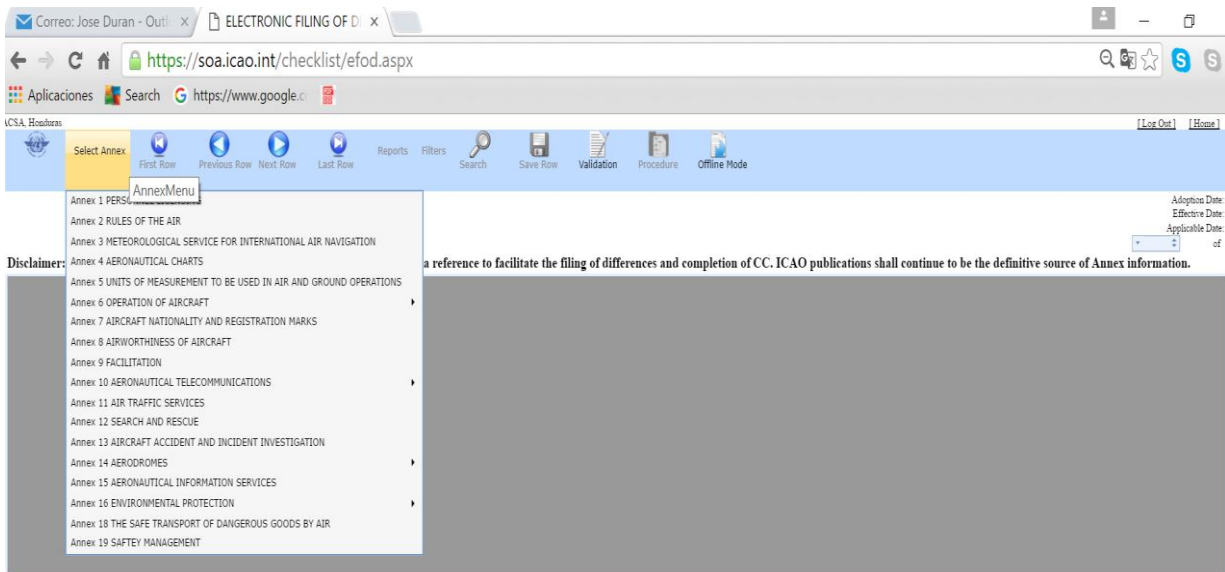 Correo: Jose Duran - Outl
ELECTRONIC FILING OF D
https://soa.icao.int/checklist/efod.aspx
Aplicaciones Search https://www.google.c
ACSA, Honduras [Log Out] [Home]
Select Annex First Row Previous Row Next Row Last Row Reports Filters Search Save Row Validation Procedure Offline Mode
AnnexMenu
Annex 1
Annex 2 RULES OF THE AIR
Annex 3 METEOROLOGICAL SERVICE FOR INTERNATIONAL AIR NAVIGATION
Annex 4 AERONAUTICAL CHARTS
Annex 5 UNITS OF MEASUREMENT TO BE USED IN AIR AND GROUND OPERATIONS
Annex 6 OPERATION OF AIRCRAFT
Annex 7 AIRCRAFT NATIONALITY AND REGISTRATION MARKS
Annex 8 AIRWORTHINESS OF AIRCRAFT
Annex 9 FACILITATION
Annex 10 AERONAUTICAL TELECOMMUNICATIONS
Annex 11 AIR TRAFFIC SERVICES
Annex 12 SEARCH AND RESCUE
Annex 13 AIRCRAFT ACCIDENT AND INCIDENT INVESTIGATION
Annex 14 AERODROMES
Annex 15 AERONAUTICAL INFORMATION SERVICES
Annex 16 ENVIRONMENTAL PROTECTION
Annex 18 THE SAFE TRANSPORT OF DANGEROUS GOODS BY AIR
Annex 19 SAFTEY MANAGEMENT
Adoption Date:
Effective Date:
Applicable Date:
of
Disclaimer: a reference to facilitate the filing of differences and completion of CC. ICAO publications shall continue to be the definitive source of Annex information.